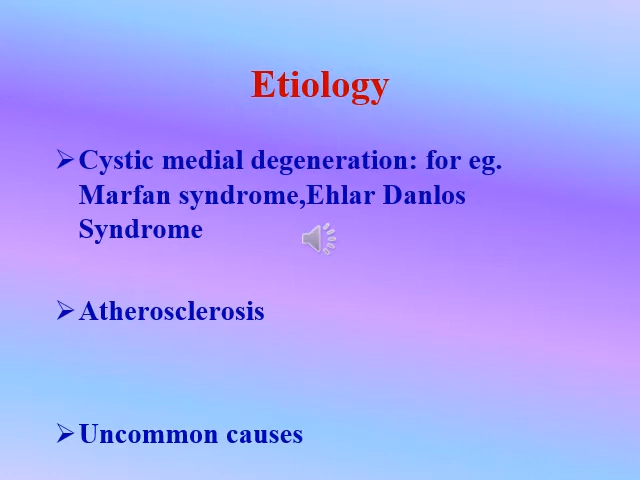 Etiology
Cystic medial degeneration: for eg.
Marfan syndrome,Ehlar Danlos
Syndrome
Atherosclerosis
Uncommon causes